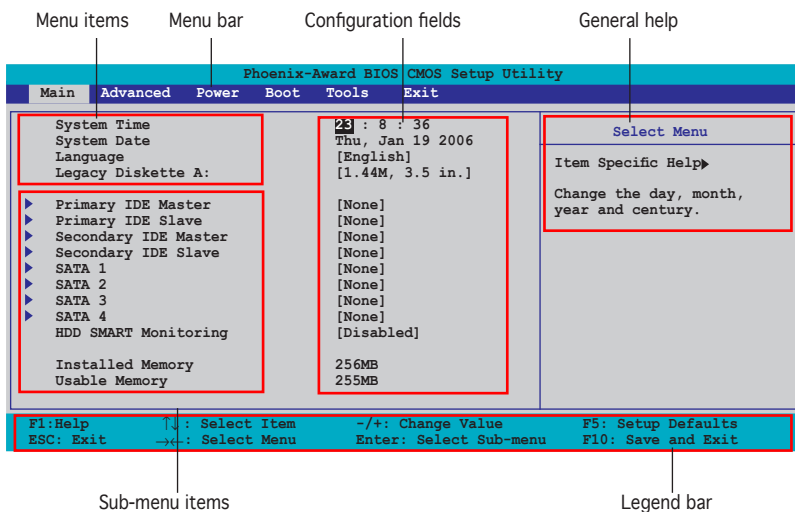 Menu items Menu bar Configuration fields General help
Phoenix-Award BIOS CMOS Setup Utility
Main Advanced Power Boot Tools Exit
System Time 23 : 8 : 36
System Date Thu, Jan 19 2006
Language [English]
Legacy Diskette A: [1.44M, 3.5 in.]
Primary IDE Master [None]
Primary IDE Slave [None]
Secondary IDE Master [None]
Secondary IDE Slave [None]
SATA 1 [None]
SATA 2 [None]
SATA 3 [None]
SATA 4 [None]
HDD SMART Monitoring [Disabled]
Installed Memory 256MB
Usable Memory 255MB
Select Menu
Item Specific Help▶
Change the day, month,
year and century.
F1:Help ↑↓: Select Item -/+: Change Value F5: Setup Defaults
ESC: Exit →←: Select Menu Enter: Select Sub-menu F10: Save and Exit
Sub-menu items Legend bar